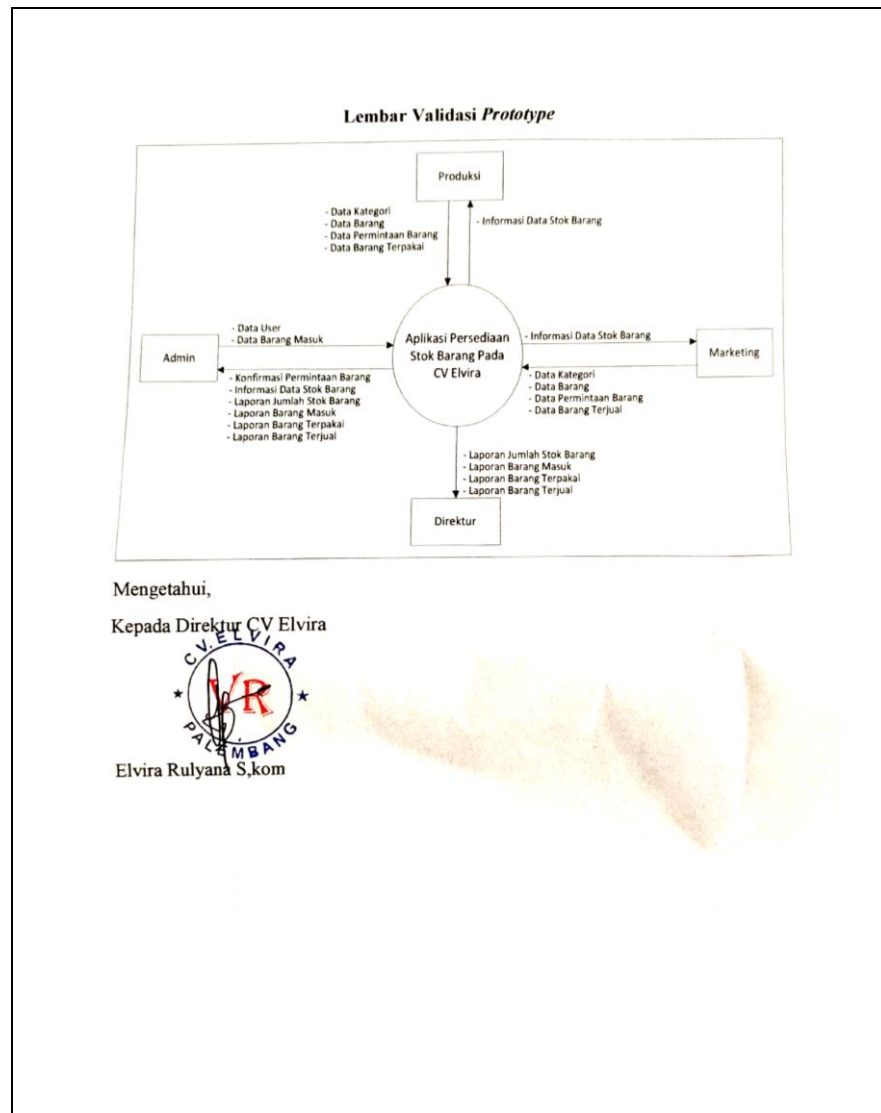 Lembar Validasi Prototype
Produksi
- Data Kategori
- Data Barang
- Data Permintaan Barang
- Data Barang Terpakai
- Informasi Data Stok Barang
- Data User
- Data Barang Masuk
Admin
Aplikasi Persediaan
Stok Barang Pada
CV Elvira
- Informasi Data Stok Barang
Marketing
- Konfirmasi Permintaan Barang
- Informasi Data Stok Barang
- Laporan Jumlah Stok Barang
- Laporan Barang Masuk
- Laporan Barang Terpakai
- Laporan Barang Terjual
- Data Kategori
- Data Barang
- Data Permintaan Barang
- Data Barang Terjual
- Laporan Jumlah Stok Barang
- Laporan Barang Masuk
- Laporan Barang Terpakai
- Laporan Barang Terjual
Direktur
Mengetahui,
Kepada Direktur CV Elvira
CV. ELVIRA
VR
PALEMBANG
Elvira Rulyana S,kom